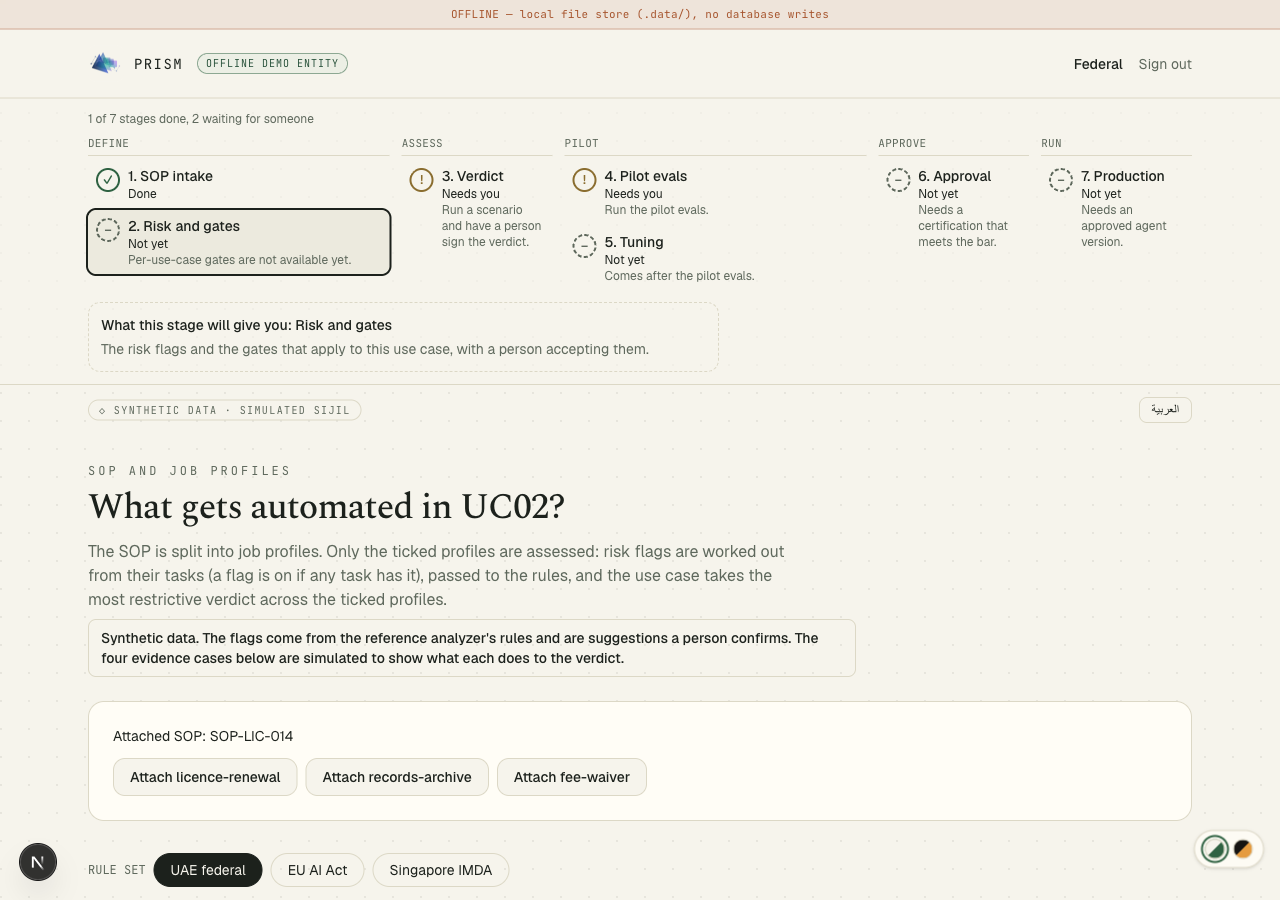 OFFLINE — local file store (.data/), no database writes
PRISM
OFFLINE DEMO ENTITY
Federal
Sign out
1 of 7 stages done, 2 waiting for someone
DEFINE
1. SOP intake
Done
2. Risk and gates
Not yet
Per-use-case gates are not available yet.
ASSESS
3. Verdict
Needs you
Run a scenario
and have a person
sign the verdict.
PILOT
4. Pilot evals
Needs you
Run the pilot evals.
5. Tuning
Not yet
Comes after the pilot evals.
APPROVE
6. Approval
Not yet
Needs a
certification that
meets the bar.
RUN
7. Production
Not yet
Needs an
approved agent
version.
What this stage will give you: Risk and gates
The risk flags and the gates that apply to this use case, with a person accepting them.
◇ SYNTHETIC DATA · SIMULATED SIJIL
العربية
SOP AND JOB PROFILES
What gets automated in UC02?
The SOP is split into job profiles. Only the ticked profiles are assessed: risk flags are worked out
from their tasks (a flag is on if any task has it), passed to the rules, and the use case takes the
most restrictive verdict across the ticked profiles.
Synthetic data. The flags come from the reference analyzer's rules and are suggestions a person confirms. The
four evidence cases below are simulated to show what each does to the verdict.
Attached SOP: SOP-LIC-014
Attach licence-renewal
Attach records-archive
Attach fee-waiver
RULE SET
UAE federal
EU AI Act
Singapore IMDA
N